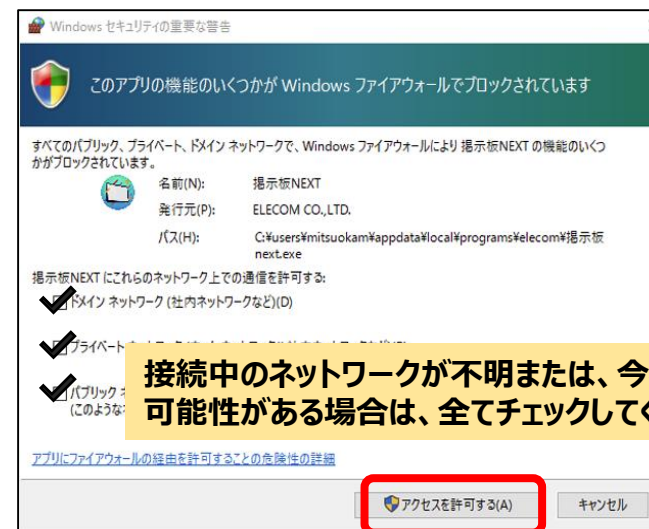 Windows セキュリティの重要な警告
このアプリの機能のいくつかが Windows ファイアウォールでブロックされています
すべてのパブリック、プライベート、ドメイン ネットワークで、Windows ファイアウォールにより 掲示板NEXT の機能のいくつ
かがブロックされています。
名前(N): 掲示板NEXT
発行元(P): ELECOM CO.,LTD.
パス(H): C:¥users¥mitsuokam¥appdata¥local¥programs¥elecom¥掲示板
next.exe
掲示板NEXT にこれらのネットワーク上での通信を許可する:
ドメイン ネットワーク (社内ネットワークなど)(D)
プライベート
接続中のネットワークが不明または、今
パブリック
(このような
可能性がある場合は、全てチェックしてく
アプリにファイアウォールの経由を許可することの危険性の詳細
アクセスを許可する(A) キャンセル